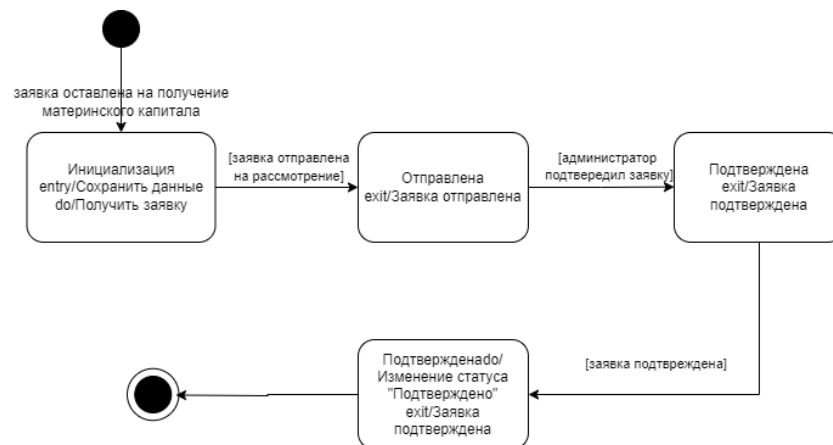 заявка оставлена на получение
материнского капитала
Инициализация
entry/Сохранить данные
do/Получить заявку
[заявка отправлена
на рассмотрение]
Отправлена
exit/Заявка отправлена
[администратор
подтверedил заявку]
Подтверждена
exit/Заявка
подтверждена
[заявка подтвреждена]
Подтвержденаdo/
Изменение статуса
"Подтверждено"
exit/Заявка
подтверждена